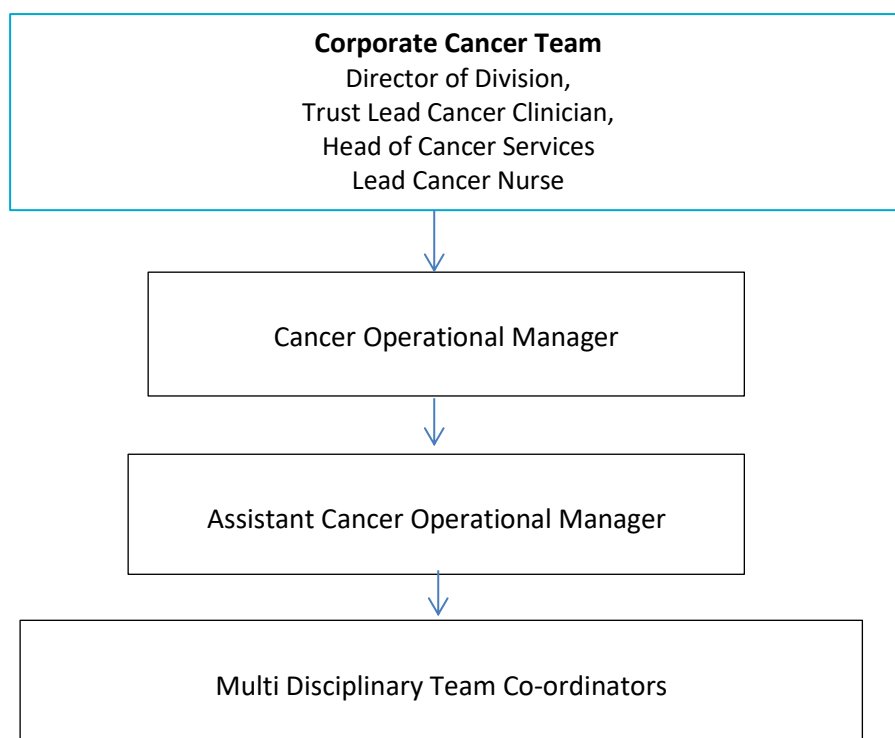 Corporate Cancer Team
Director of Division,
Trust Lead Cancer Clinician,
Head of Cancer Services
Lead Cancer Nurse
Cancer Operational Manager
Assistant Cancer Operational Manager
Multi Disciplinary Team Co-ordinators